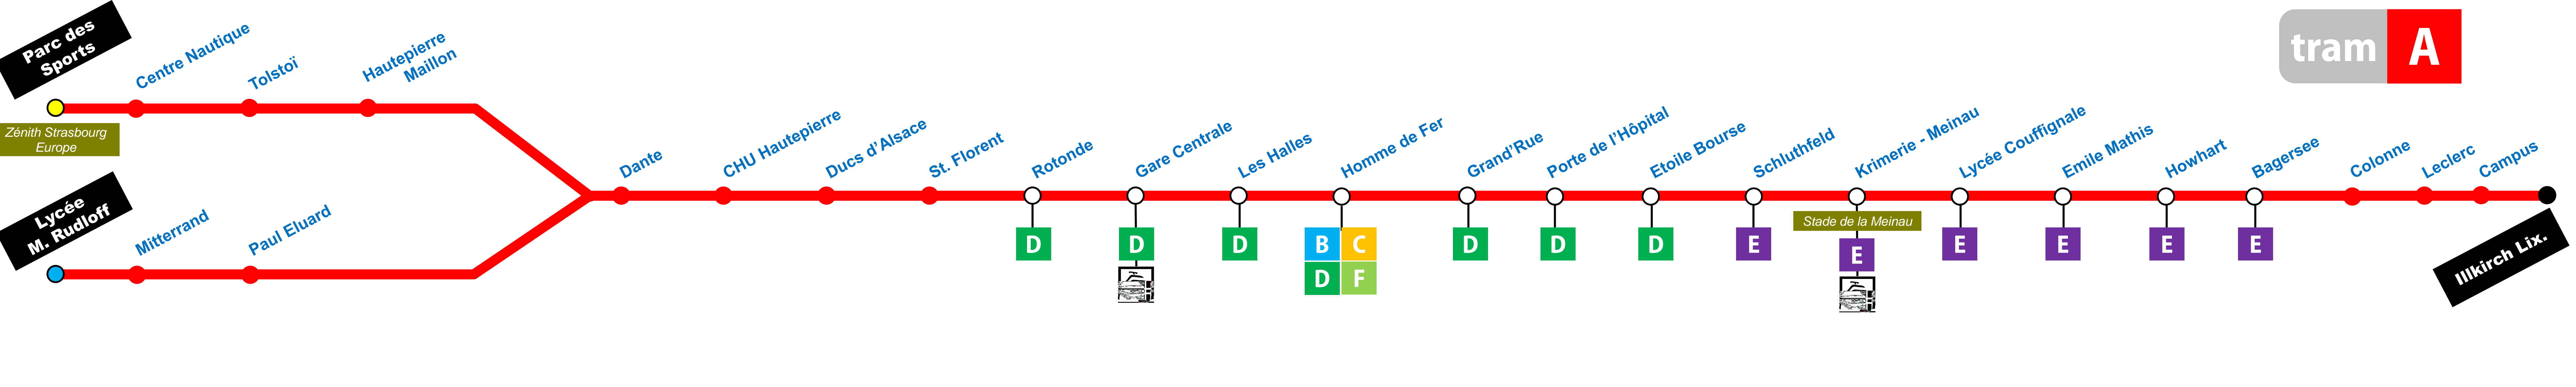 Parc des
Sports
Centre Nautique
Tolstoï
Hautepierre
Maillon
Zénith Strasbourg
Europe
Lycée
M. Rudloff
Mitterrand
Paul Eluard
Dante
CHU Hautepierre
Ducs d'Alsace
St. Florent
Rotonde
D
Gare Centrale
D
Les Halles
D
Homme de Fer
B C
D F
Grand'Rue
D
Porte de l'Hôpital
D
Etoile Bourse
D
Schluthfeld
E
Krimerie - Meinau
Stade de la Meinau
E
Lycée Couffignale
E
Emile Mathis
E
Howhart
E
Bagersee
E
Colonne
Leclerc
Campus
Illkirch Lix.
tram A